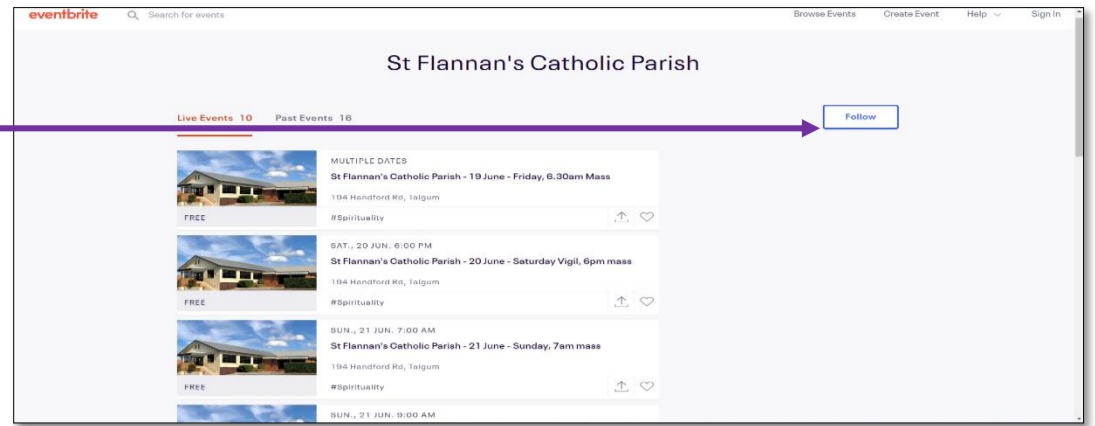 eventbrite Search for events Browse Events Create Event Help Sign In
St Flannan's Catholic Parish
Live Events 10 Past Events 16 Follow
MULTIPLE DATES
St Flannan's Catholic Parish - 19 June - Friday, 6.30am Mass
194 Handford Rd, Taigum
FREE #Spirituality
SAT., 20 JUN. 6:00 PM
St Flannan's Catholic Parish - 20 June - Saturday Vigil, 6pm mass
194 Handford Rd, Taigum
FREE #Spirituality
SUN., 21 JUN. 7:00 AM
St Flannan's Catholic Parish - 21 June - Sunday, 7am mass
194 Handford Rd, Taigum
FREE #Spirituality
SUN., 21 JUN. 9:00 AM